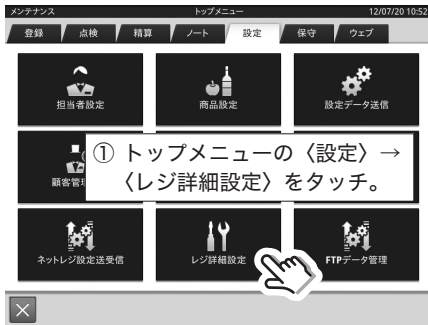 メンテナンス トップメニュー 12/07/20 10:52
登録 点検 精算 ノート 設定 保守 ウェブ
担当者設定 商品設定 設定データ送信
① トップメニューの〈設定〉→
〈レジ詳細設定〉をタッチ。
顧客管
ネットレジ設定送受信 レジ詳細設定 FTPデータ管理